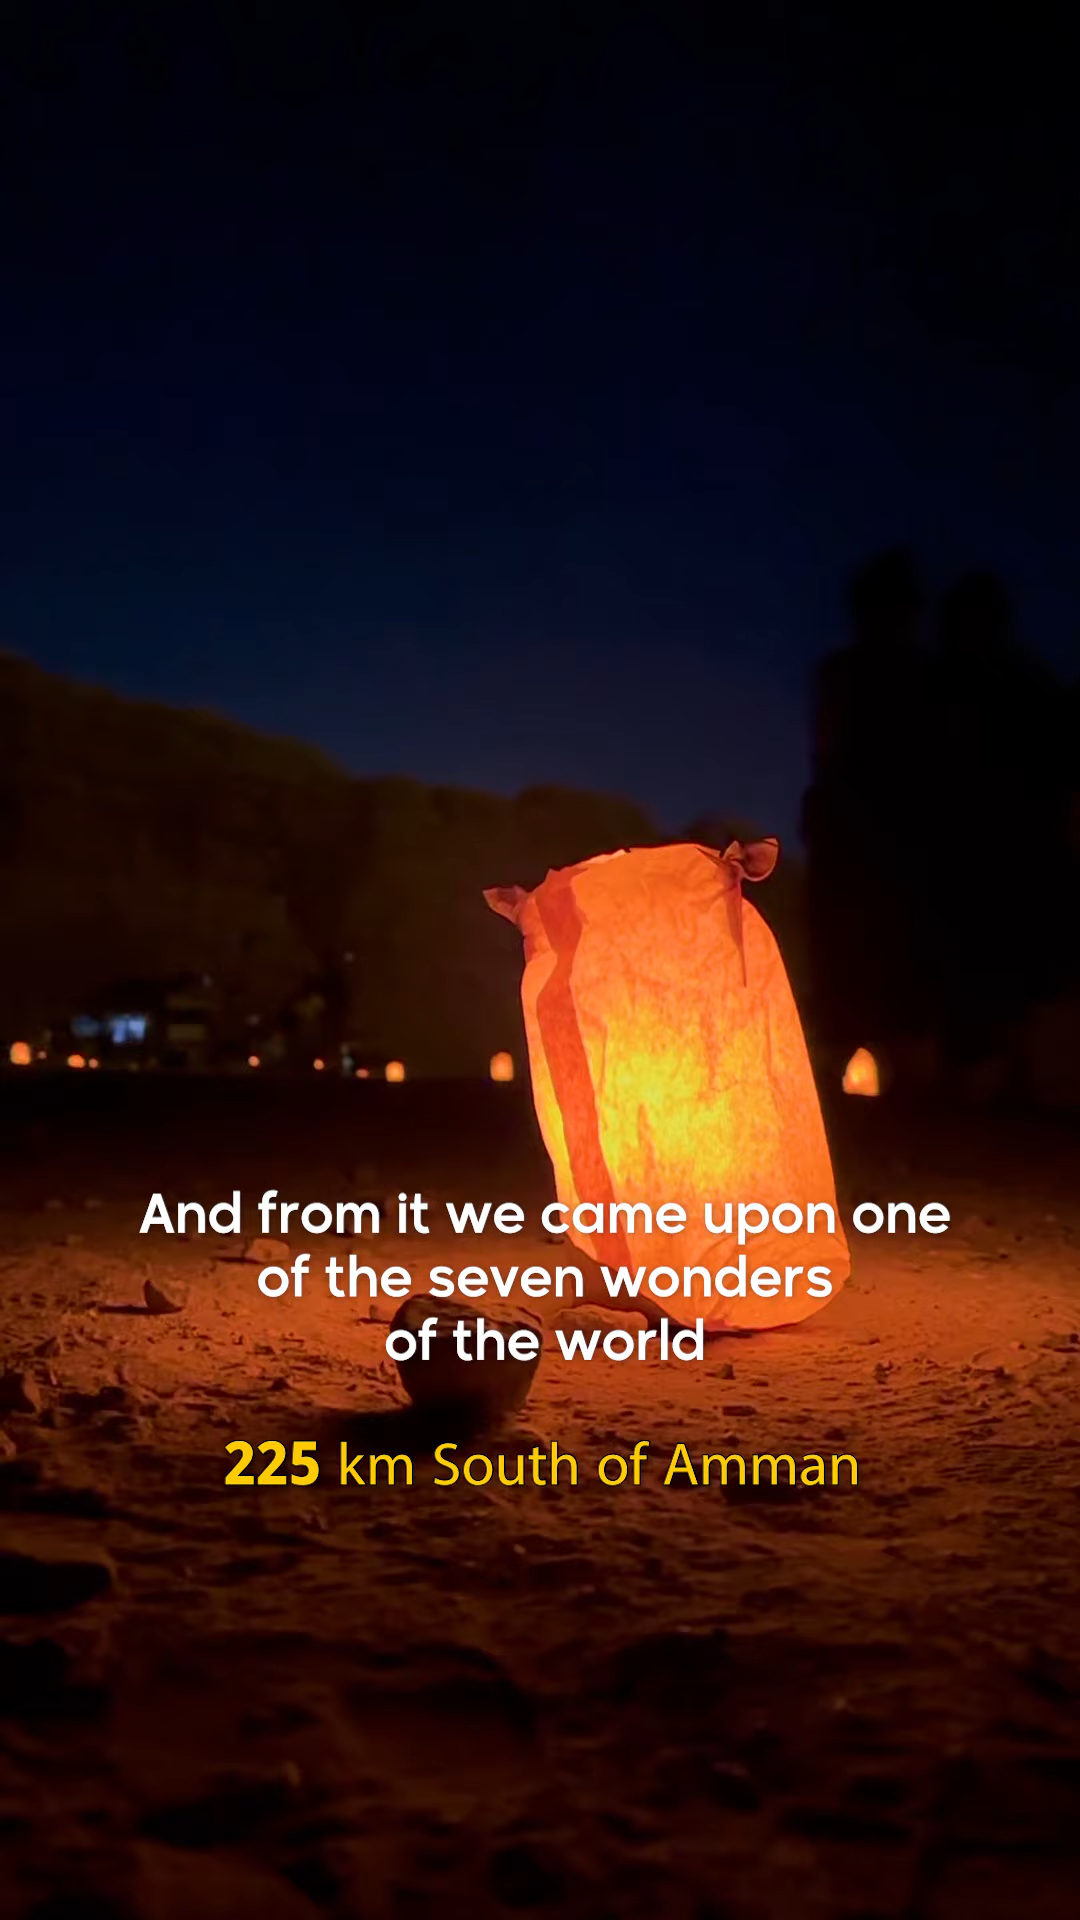 And from it we came upon one
of the seven wonders
of the world
225 km South of Amman